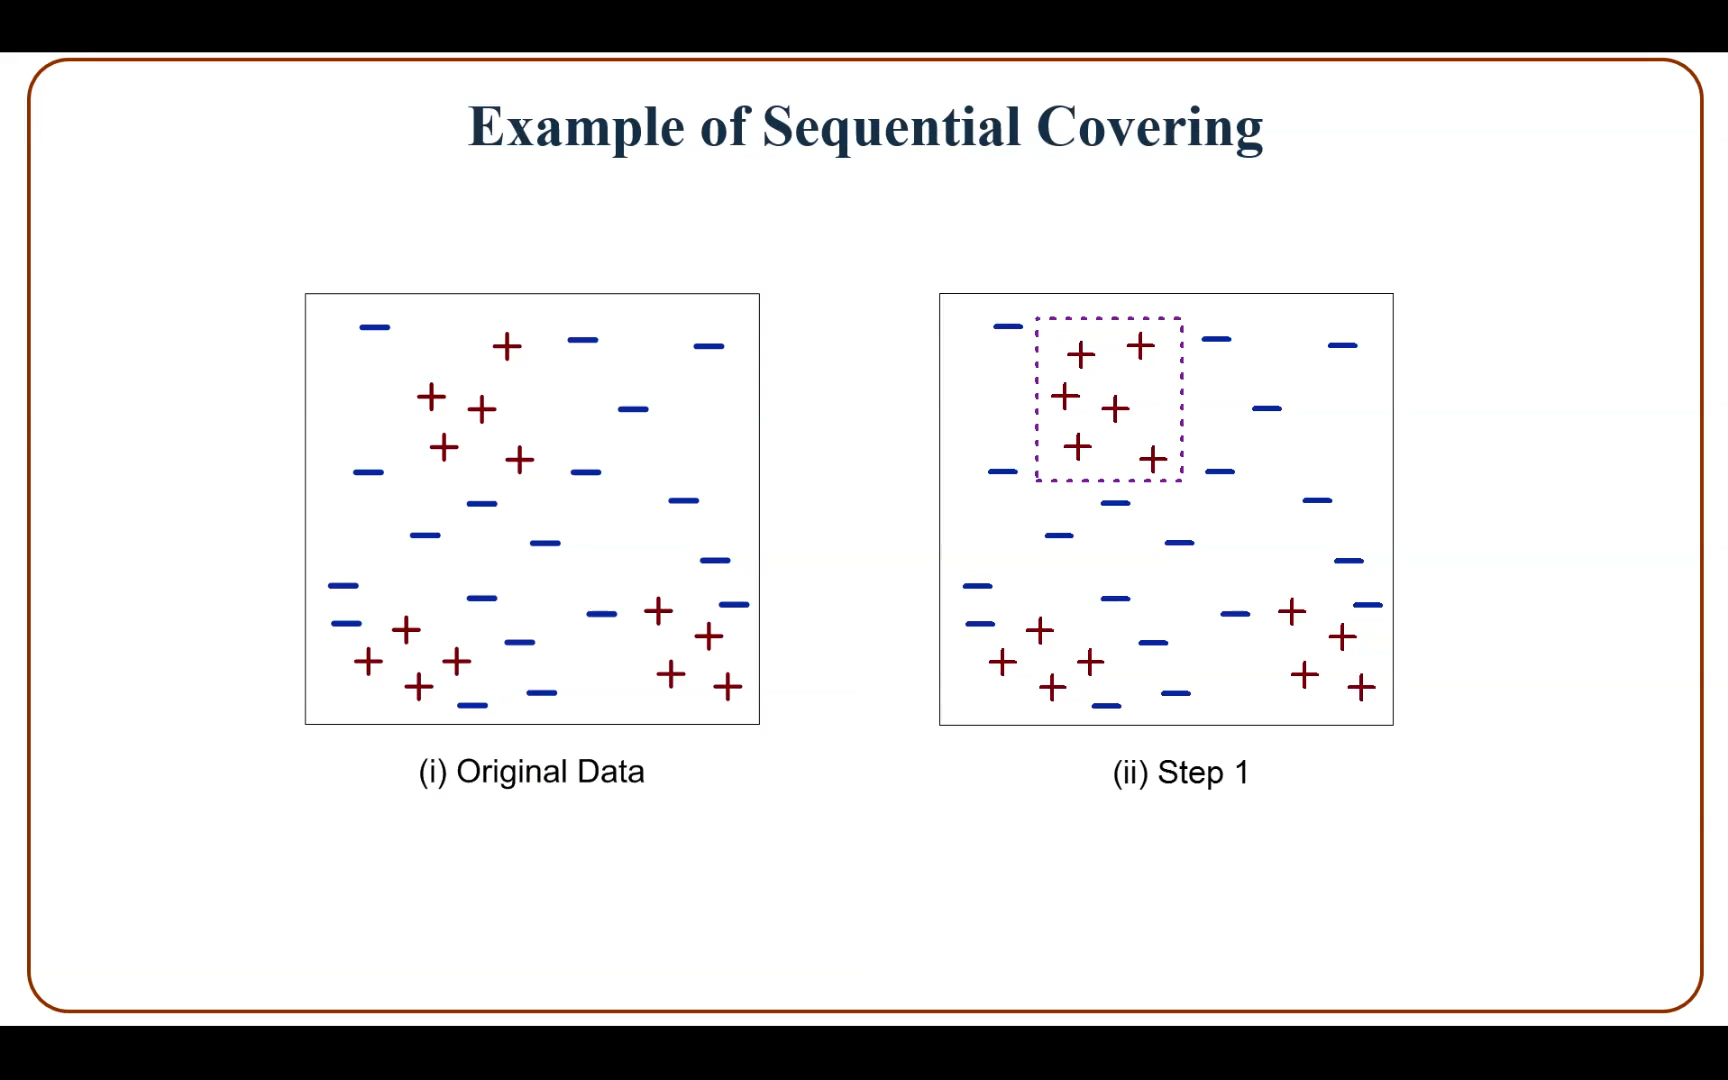 Example of Sequential Covering
(i) Original Data
(ii) Step 1